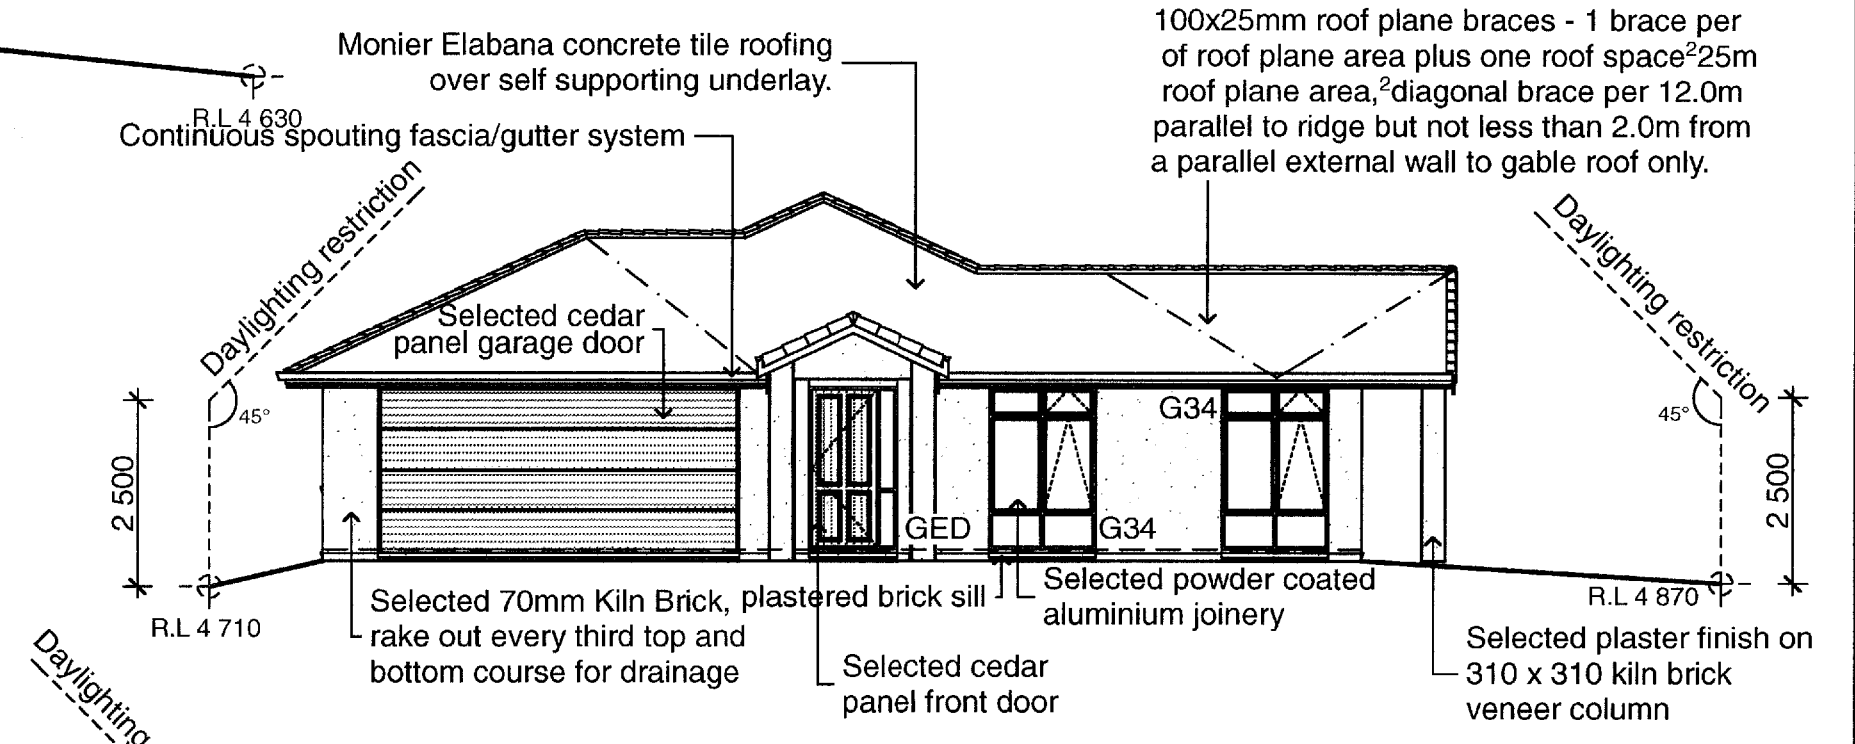 Monier Elabana concrete tile roofing
over self supporting underlay.
R.L 4 630
Continuous spouting fascia/gutter system
100x25mm roof plane braces - 1 brace per
of roof plane area plus one roof space²25m
roof plane area,²diagonal brace per 12.0m
parallel to ridge but not less than 2.0m from
a parallel external wall to gable roof only.
Daylighting restriction
Daylighting restriction
Selected cedar
panel garage door
45°
45°
2 500
2 500
G34
GED
G34
R.L 4 710
R.L 4 870
Selected 70mm Kiln Brick,
rake out every third top and
bottom course for drainage
plastered brick sill
Selected powder coated
aluminium joinery
Selected cedar
panel front door
Selected plaster finish on
310 x 310 kiln brick
veneer column
Daylighting